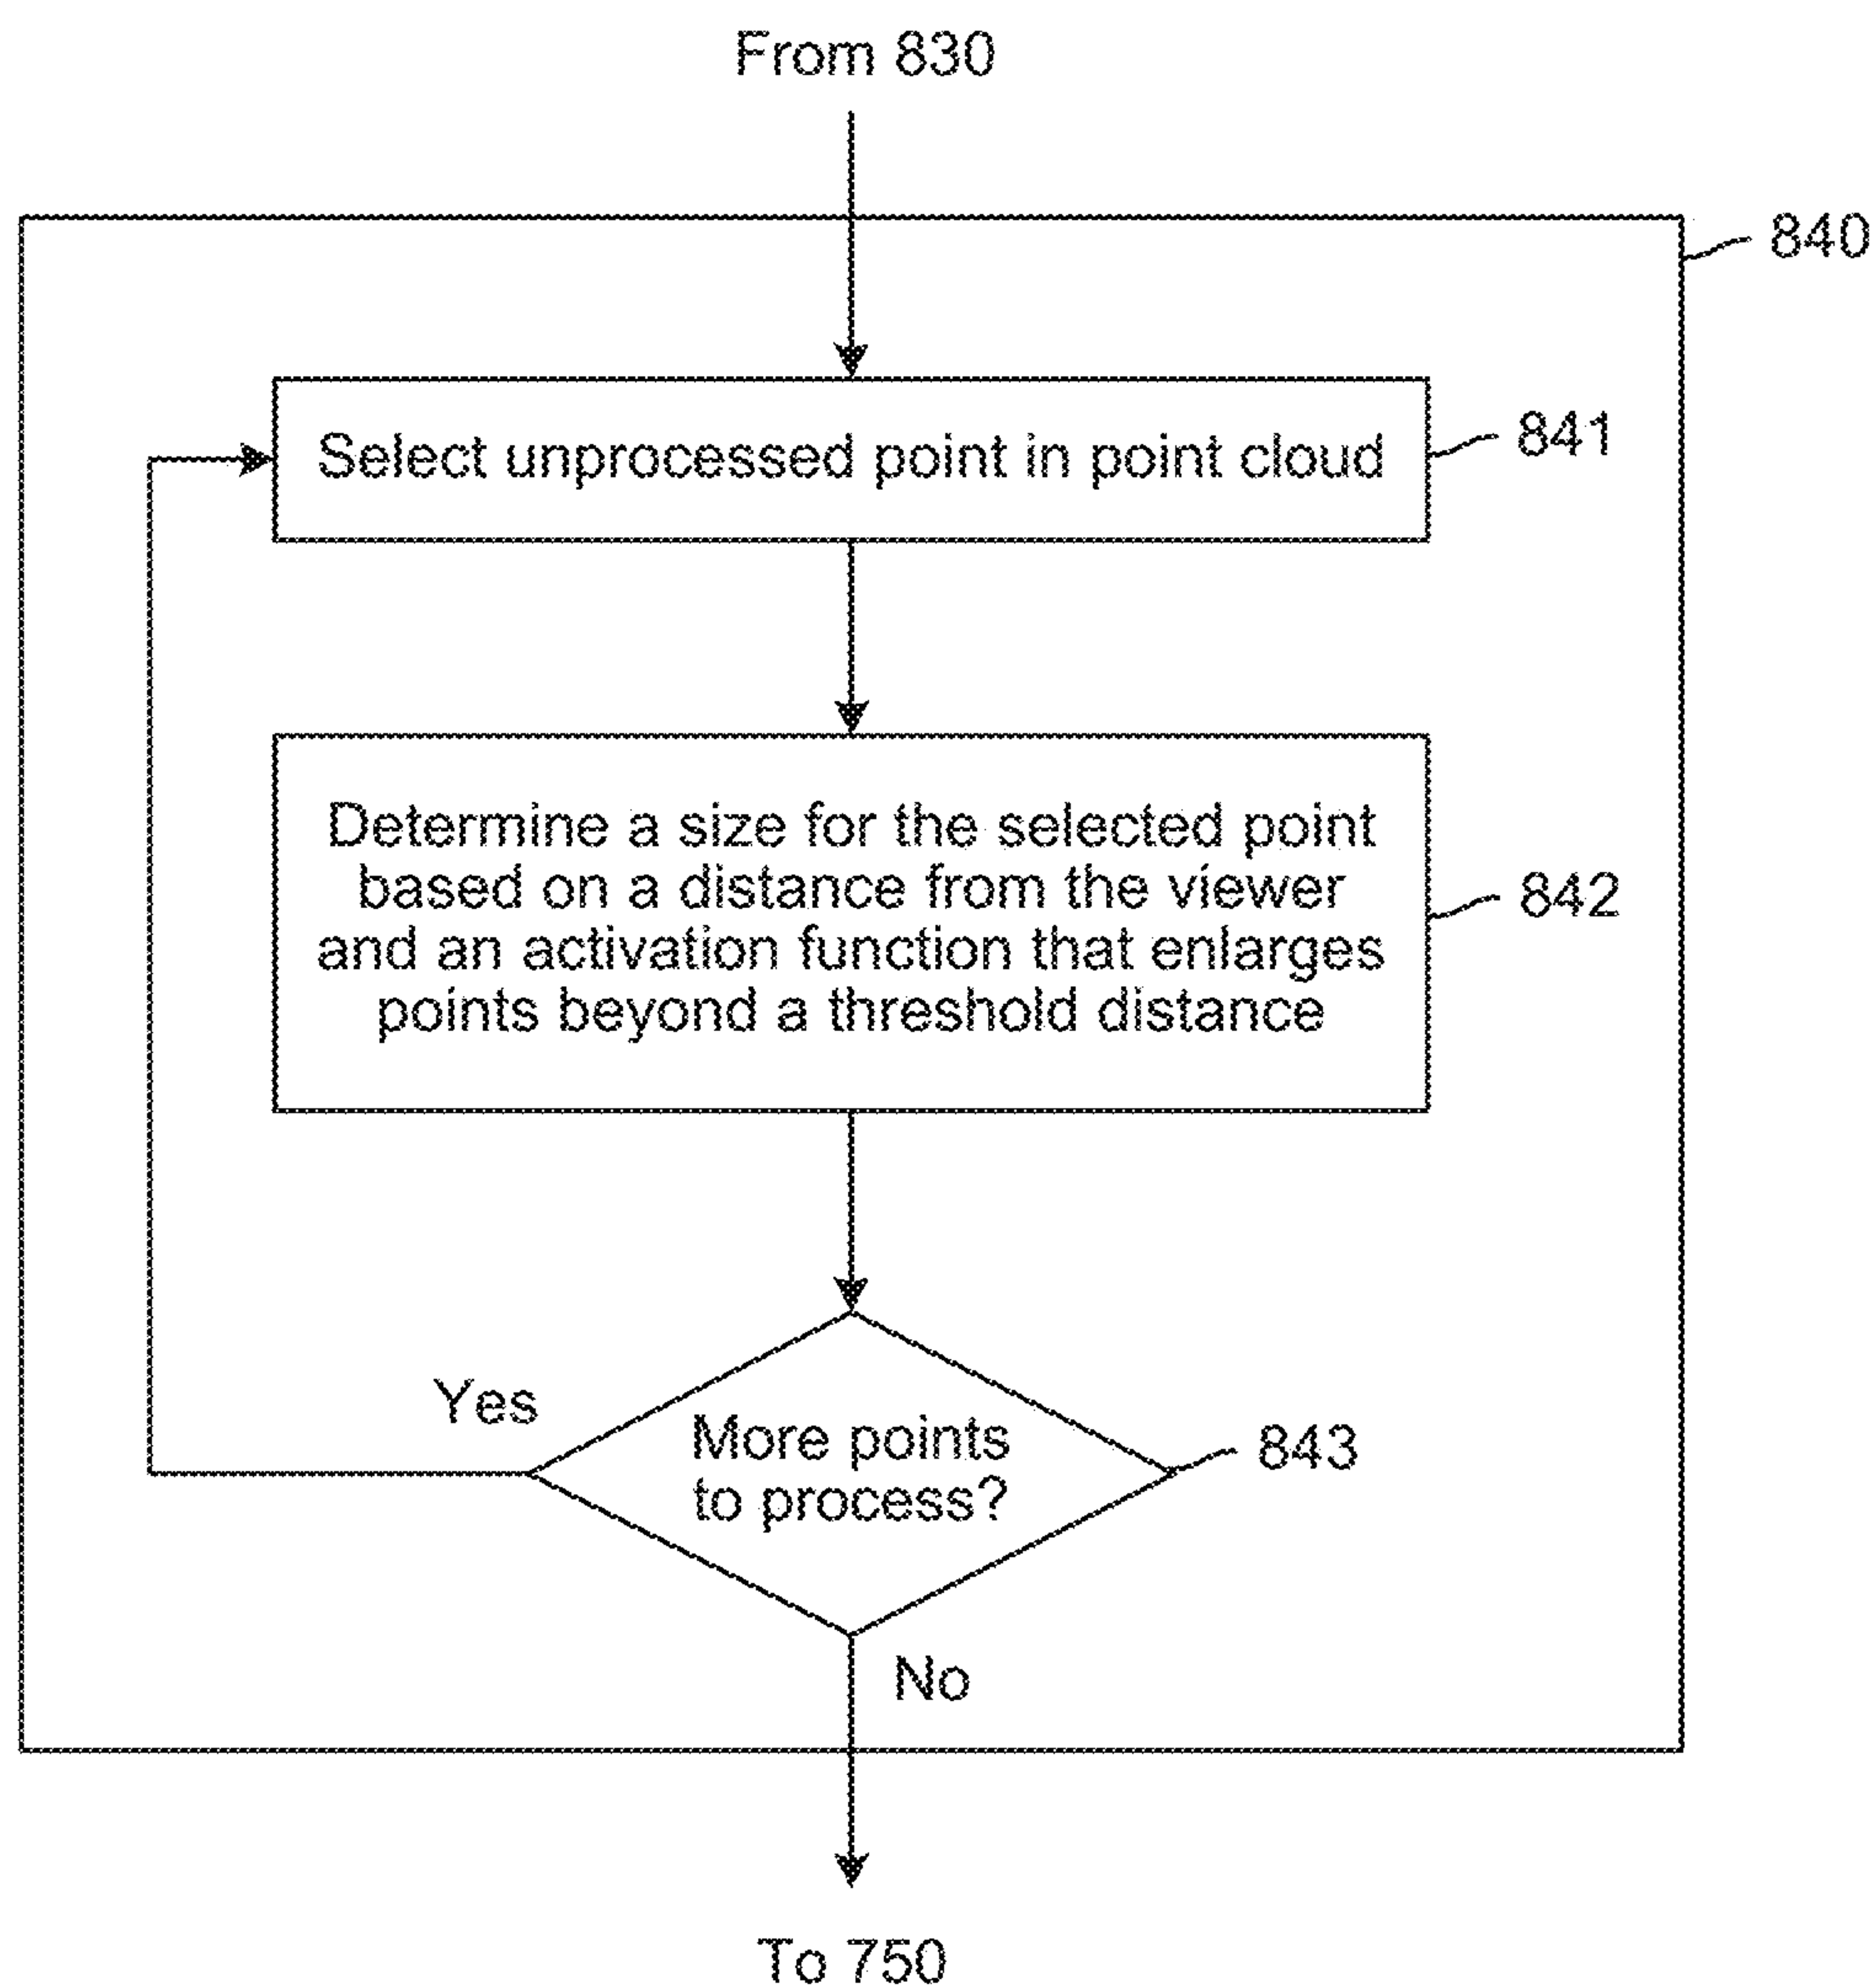 From 830
840
Select unprocessed point in point cloud
841
Determine a size for the selected point
based on a distance from the viewer
and an activation function that enlarges
points beyond a threshold distance
842
Yes
More points
to process?
843
No
To 750